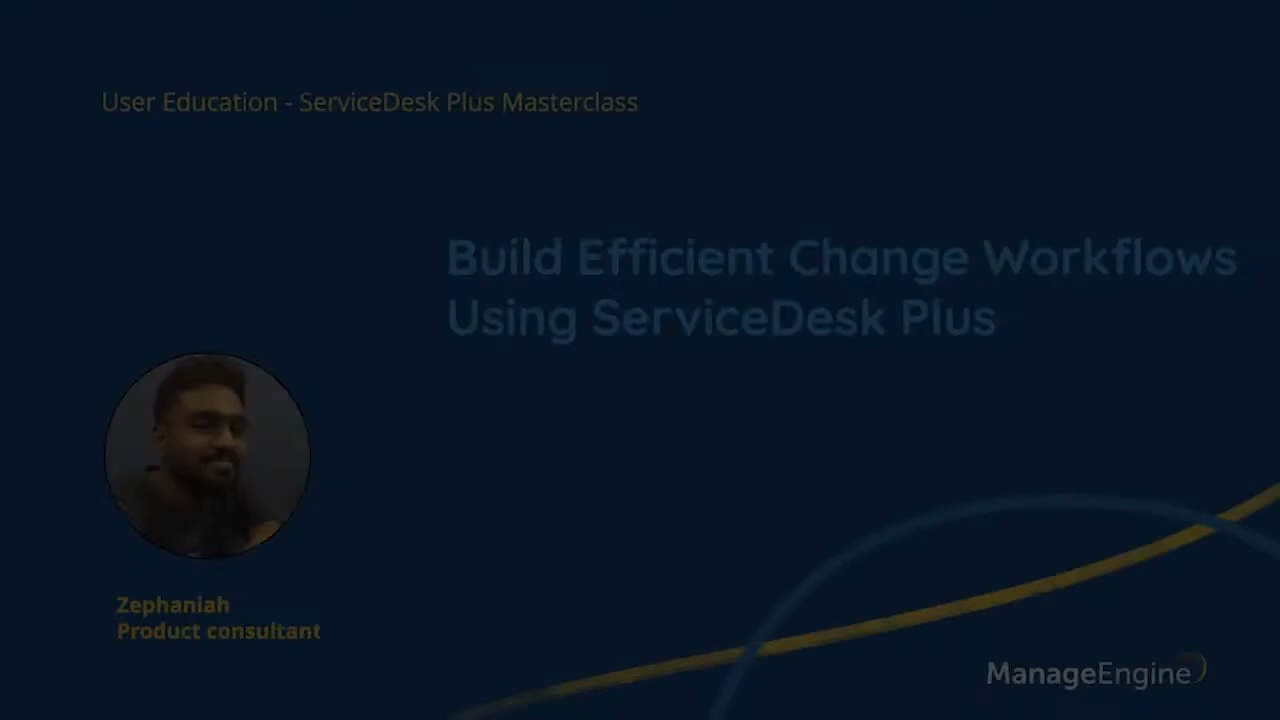 User Education - ServiceDesk Plus Masterclass
Build Efficient Change Workflows
Using ServiceDesk Plus
Zephaniah
Product consultant
ManageEngine